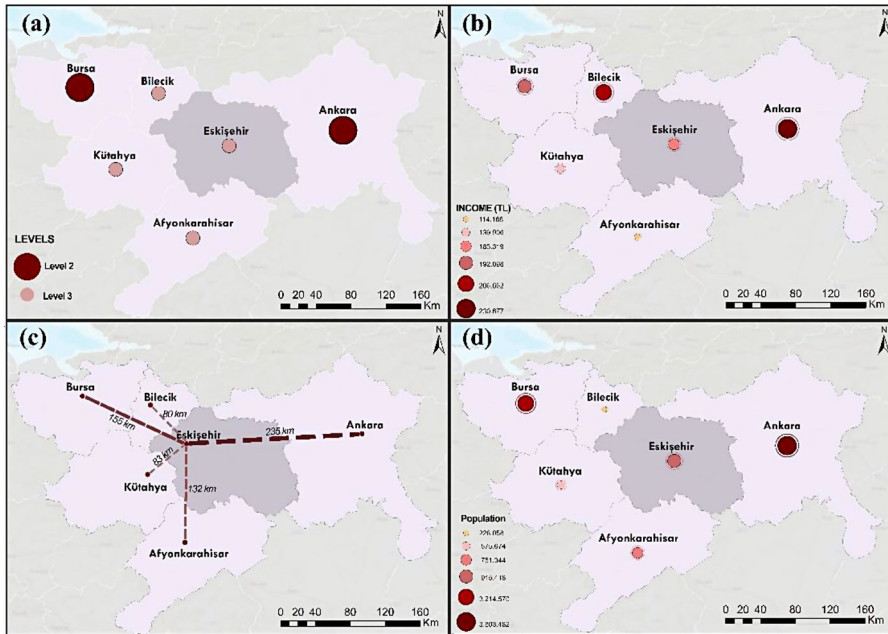 (a)
N
Bursa
Bilecik
Ankara
Eskişehir
Kütahya
Afyonkarahisar
LEVELS
Level 2
Level 3
0 20 40 80 120 160
Km
(b)
N
Bursa
Bilecik
Ankara
Eskişehir
Kütahya
Afyonkarahisar
INCOME (TL)
114.166
0 20 40 80 120 160
Km
(c)
N
Bursa
Bilecik
80 km
155 km
Eskişehir
235 km
Ankara
83 km
Kütahya
132 km
Afyonkarahisar
0 20 40 80 120 160
Km
(d)
N
Bursa
Bilecik
Ankara
Eskişehir
Kütahya
Afyonkarahisar
Population
0 20 40 80 120 160
Km